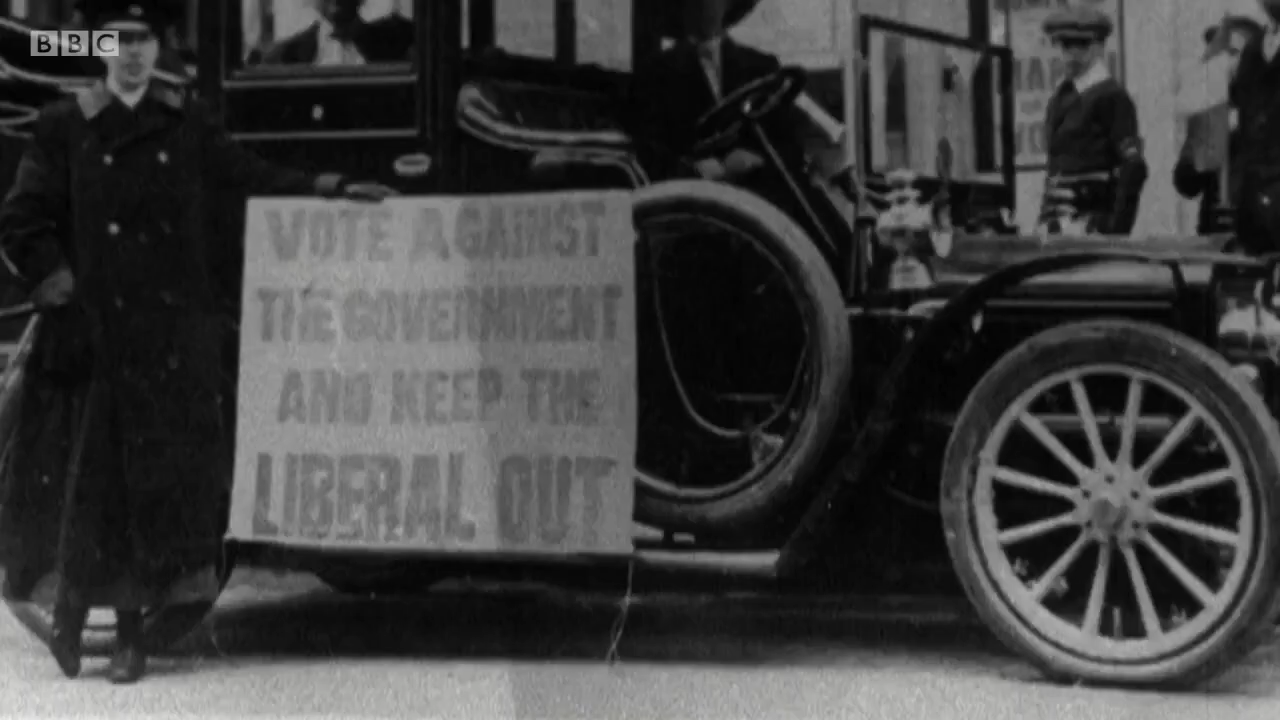 BBC
VOTE AGAINST
THE GOVERNMENT
AND KEEP THE
LIBERAL OUT